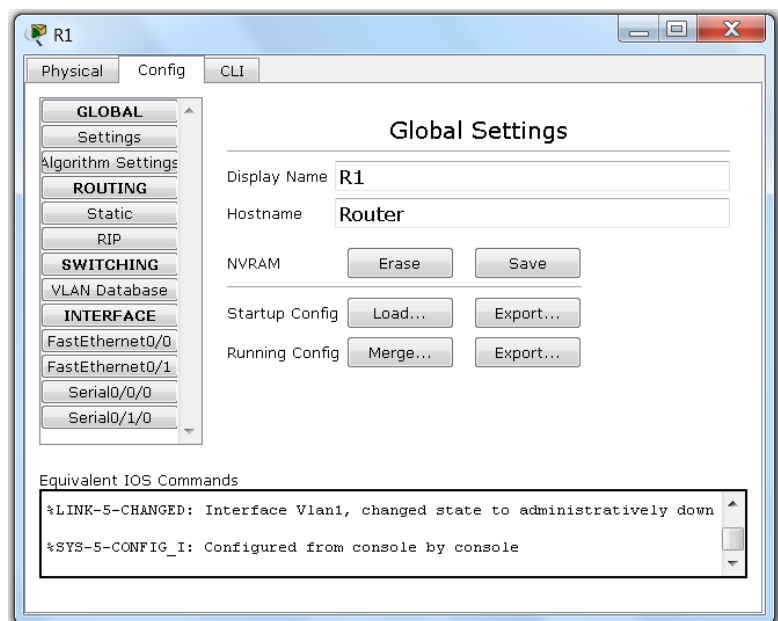 R1
Physical Config CLI
GLOBAL
Settings
Algorithm Settings
ROUTING
Static
RIP
SWITCHING
VLAN Database
INTERFACE
FastEthernet0/0
FastEthernet0/1
Serial0/0/0
Serial0/1/0
Global Settings
Display Name R1
Hostname Router
NVRAM Erase Save
Startup Config Load... Export...
Running Config Merge... Export...
Equivalent IOS Commands
%LINK-5-CHANGED: Interface Vlan1, changed state to administratively down
%SYS-5-CONFIG_I: Configured from console by console